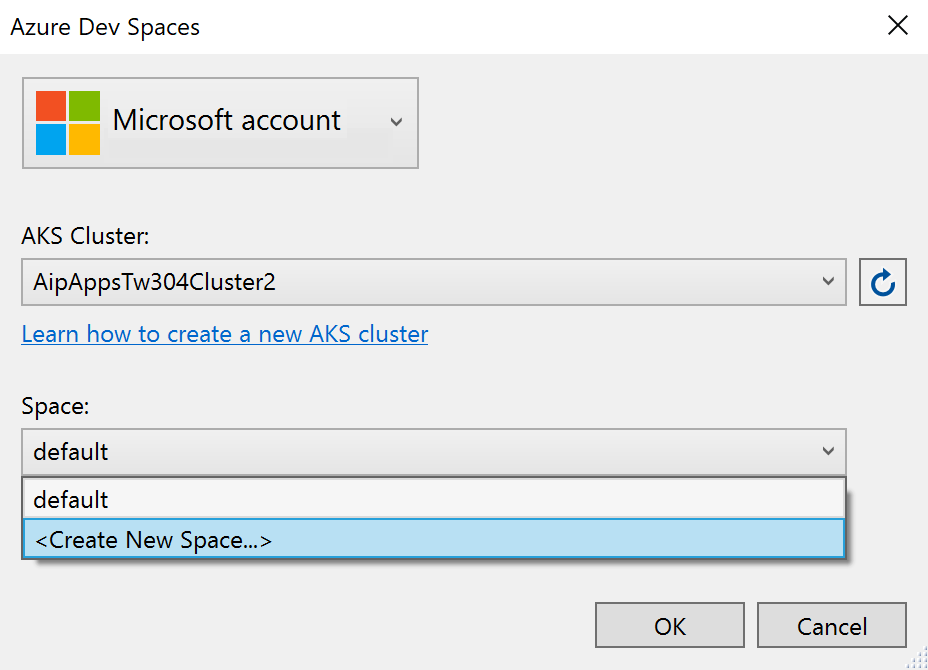 Azure Dev Spaces
Microsoft account
AKS Cluster:
AipAppsTw304Cluster2
Learn how to create a new AKS cluster
Space:
default
default
<Create New Space...>
OK
Cancel